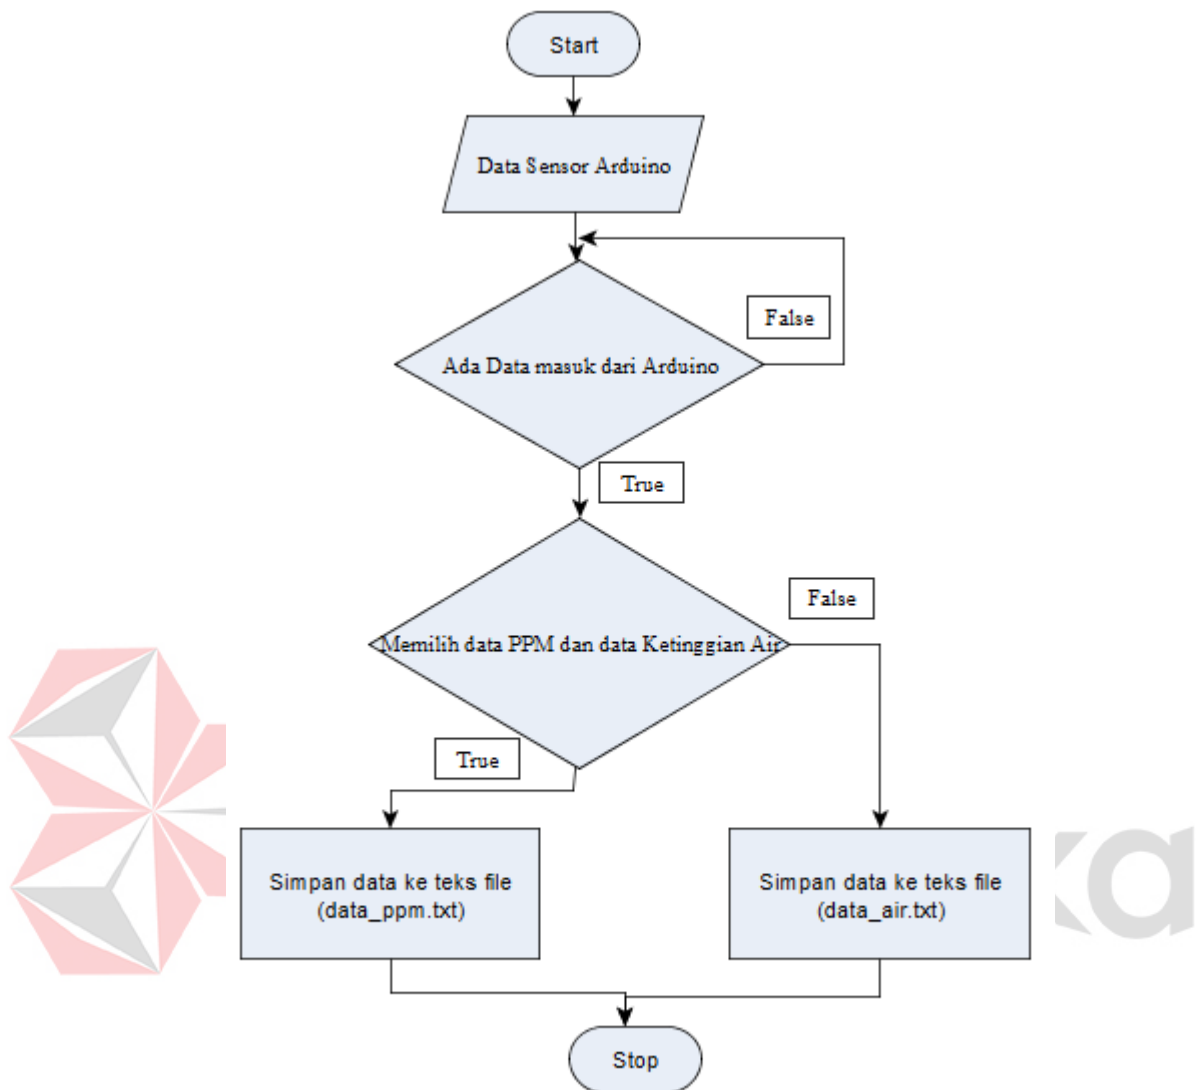 Start
Data Sensor Arduino
False
Ada Data masuk dari Arduino
True
False
Memilih data PPM dan data Ketinggian Air
True
Simpan data ke teks file
(data_ppm.txt)
Simpan data ke teks file
(data_air.txt)
Stop